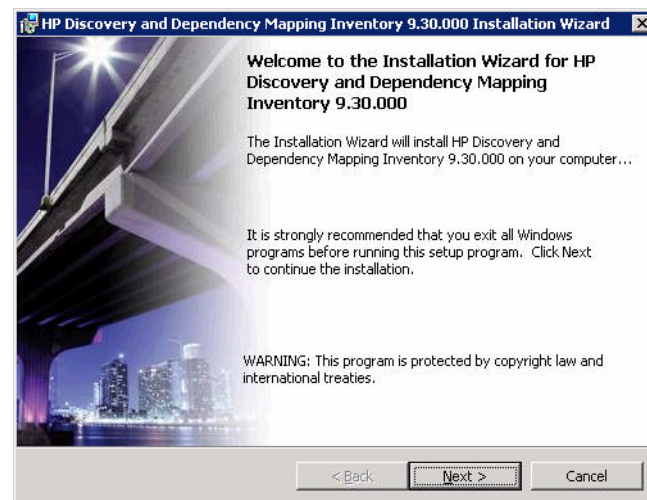 HP Discovery and Dependency Mapping Inventory 9.30.000 Installation Wizard
Welcome to the Installation Wizard for HP
Discovery and Dependency Mapping
Inventory 9.30.000
The Installation Wizard will install HP Discovery and
Dependency Mapping Inventory 9.30.000 on your computer...
It is strongly recommended that you exit all Windows
programs before running this setup program. Click Next
to continue the installation.
WARNING: This program is protected by copyright law and
international treaties.
< Back Next > Cancel